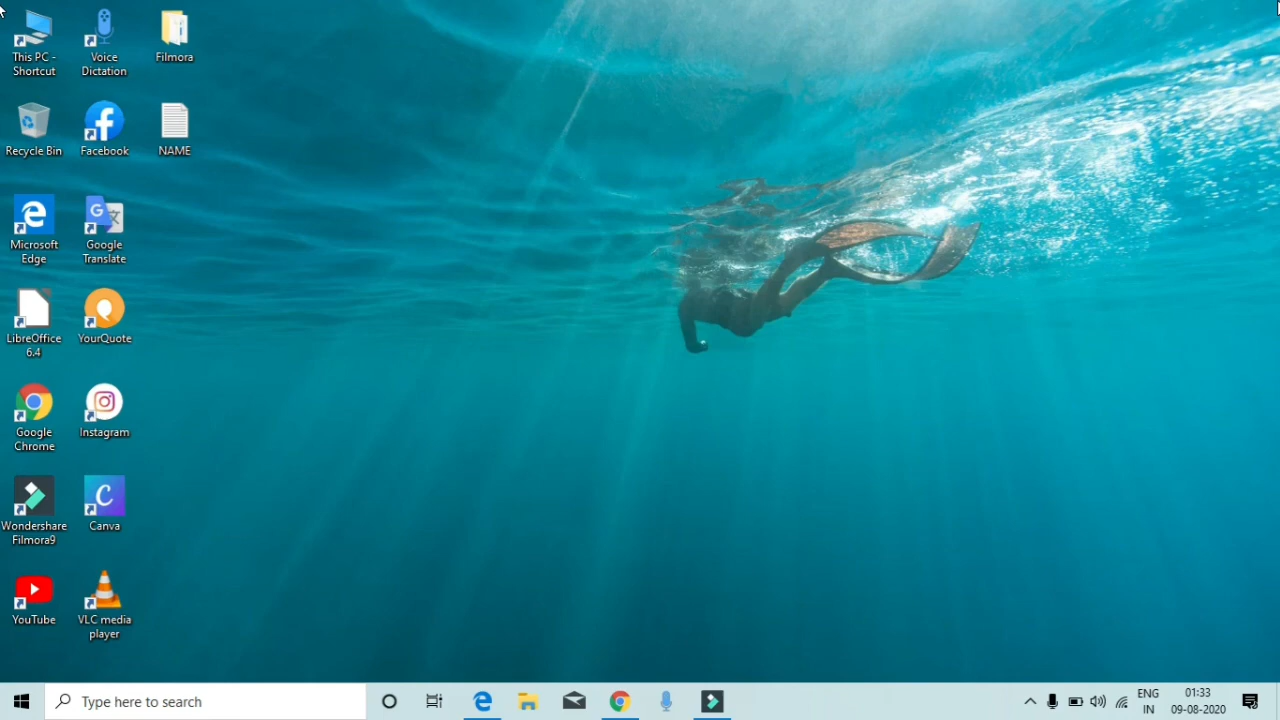 This PC -
Shortcut
Voice
Dictation
Filmora
Recycle Bin
Facebook
NAME
Microsoft
Edge
Google
Translate
LibreOffice
6.4
YourQuote
Google
Chrome
Instagram
Wondershare
Filmora9
Canva
YouTube
VLC media
player
Type here to search
ENG
IN
01:33
09-08-2020